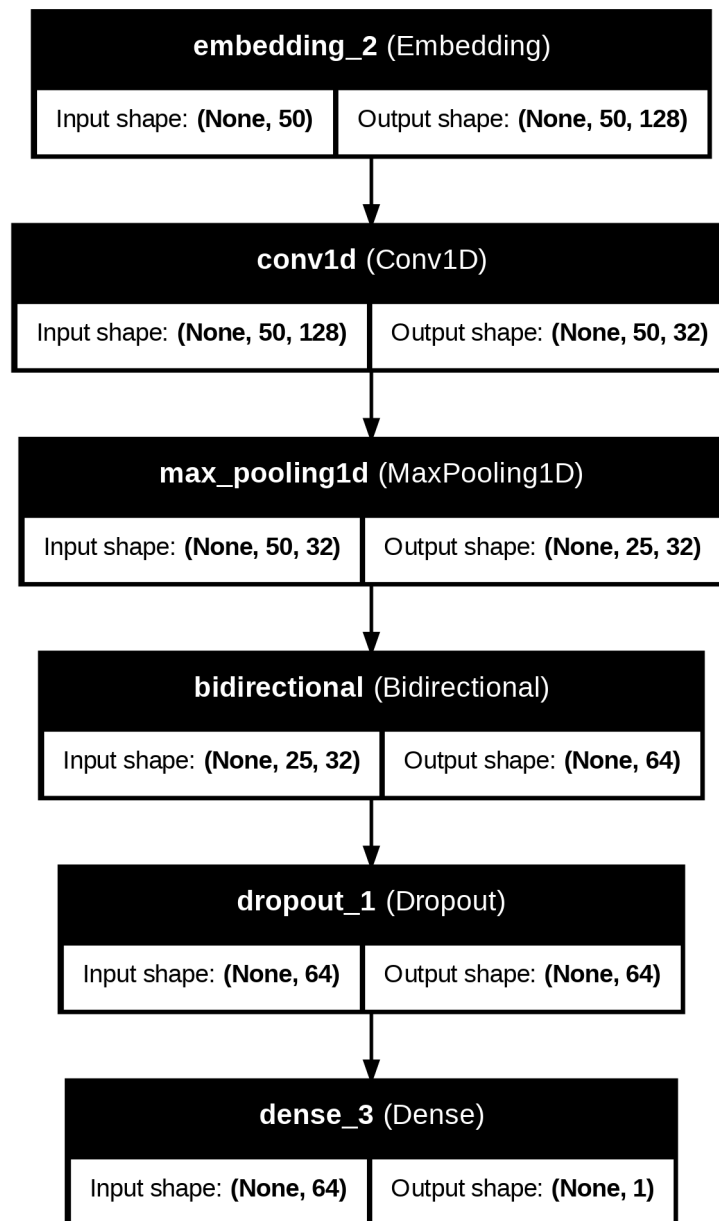 embedding_2 (Embedding)
Input shape: (None, 50) Output shape: (None, 50, 128)
conv1d (Conv1D)
Input shape: (None, 50, 128) Output shape: (None, 50, 32)
max_pooling1d (MaxPooling1D)
Input shape: (None, 50, 32) Output shape: (None, 25, 32)
bidirectional (Bidirectional)
Input shape: (None, 25, 32) Output shape: (None, 64)
dropout_1 (Dropout)
Input shape: (None, 64) Output shape: (None, 64)
dense_3 (Dense)
Input shape: (None, 64) Output shape: (None, 1)